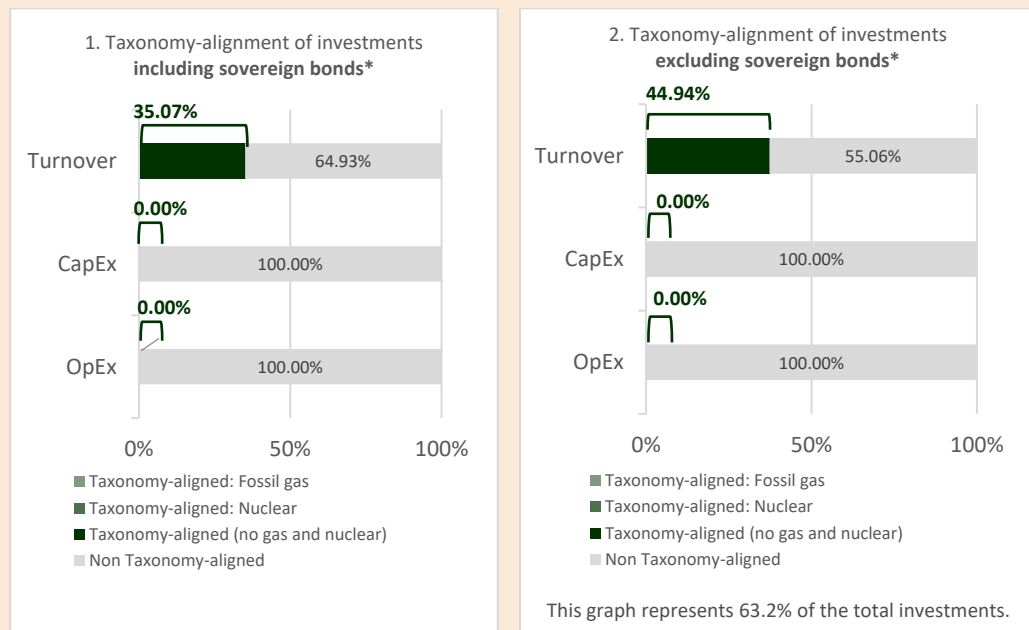 1. Taxonomy-alignment of investments
including sovereign bonds*
35.07%
Turnover
64.93%
0.00%
CapEx
100.00%
0.00%
OpEx
100.00%
0%
50%
100%
Taxonomy-aligned: Fossil gas
Taxonomy-aligned: Nuclear
Taxonomy-aligned (no gas and nuclear)
Non Taxonomy-aligned
2. Taxonomy-alignment of investments
excluding sovereign bonds*
44.94%
Turnover
55.06%
0.00%
CapEx
100.00%
0.00%
OpEx
100.00%
0%
50%
100%
Taxonomy-aligned: Fossil gas
Taxonomy-aligned: Nuclear
Taxonomy-aligned (no gas and nuclear)
Non Taxonomy-aligned
This graph represents 63.2% of the total investments.